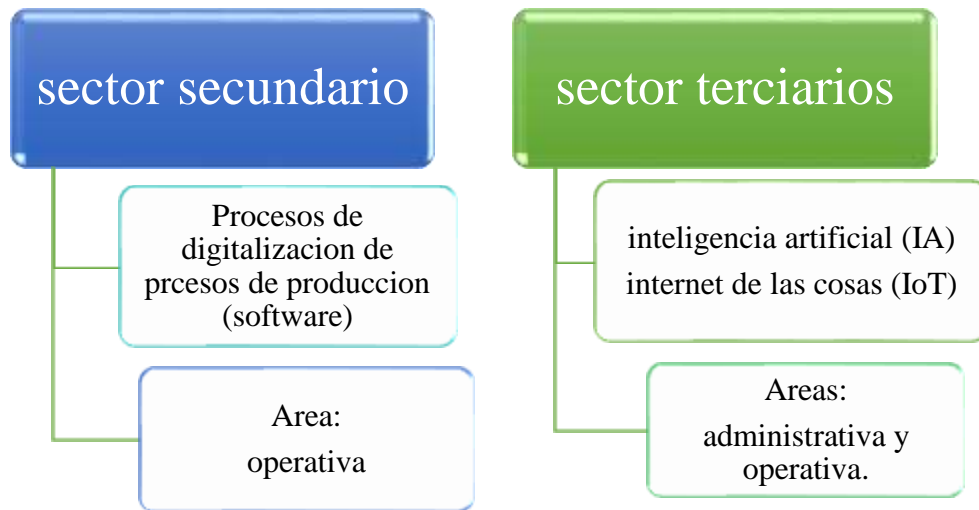 sector secundario
Procesos de
digitalizacion de
prcesos de produccion
(software)
Area:
operativa
sector terciarios
inteligencia artificial (IA)
internet de las cosas (IoT)
Areas:
administrativa y
operativa.